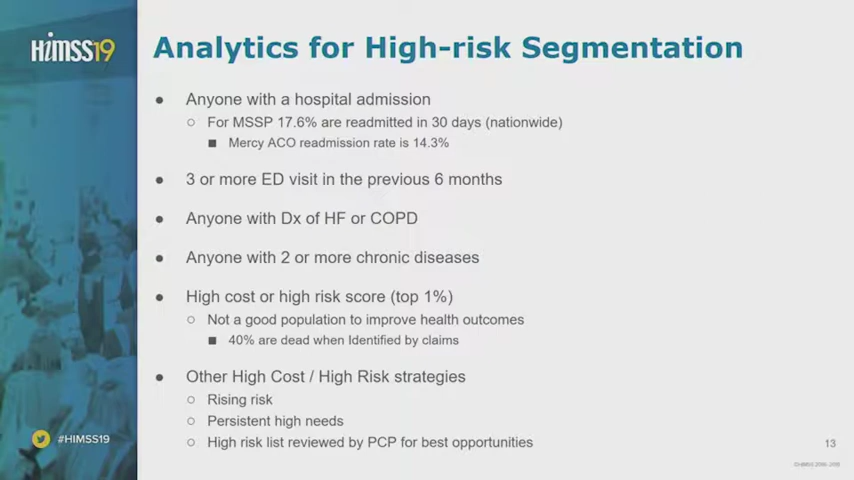 HiMSS19
Analytics for High-risk Segmentation
● Anyone with a hospital admission
○ For MSSP 17.6% are readmitted in 30 days (nationwide)
■ Mercy ACO readmission rate is 14.3%
● 3 or more ED visit in the previous 6 months
● Anyone with Dx of HF or COPD
● Anyone with 2 or more chronic diseases
● High cost or high risk score (top 1%)
○ Not a good population to improve health outcomes
■ 40% are dead when Identified by claims
● Other High Cost / High Risk strategies
○ Rising risk
○ Persistent high needs
○ High risk list reviewed by PCP for best opportunities
#HIMSS19
13